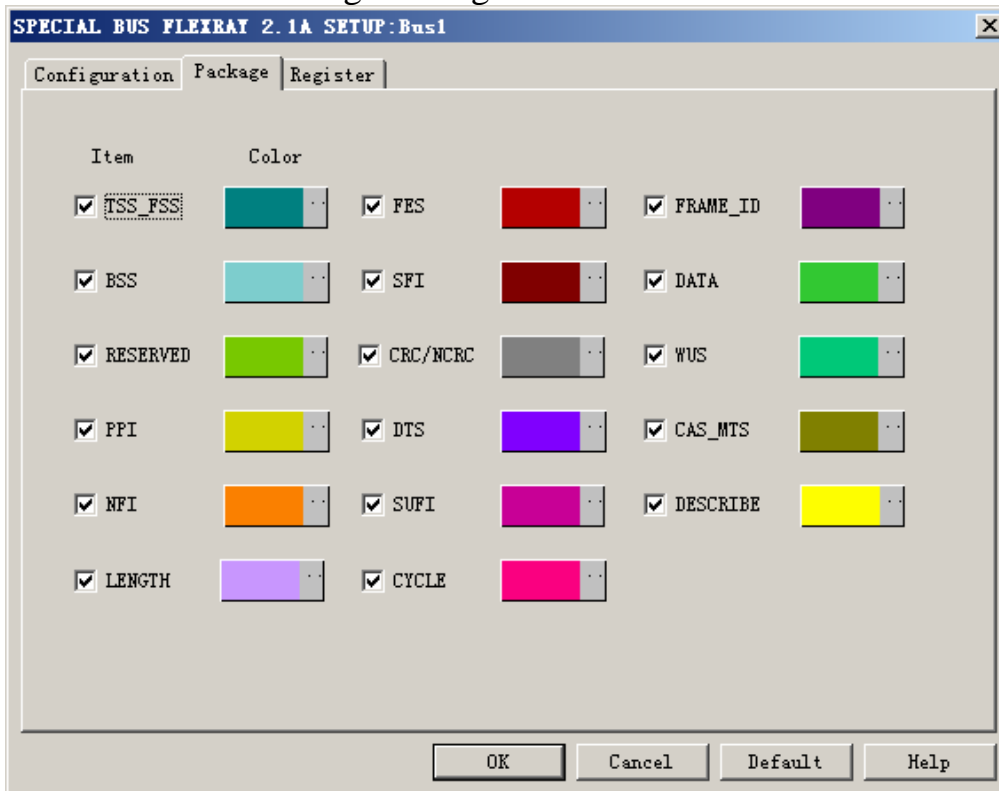 SPECIAL BUS FLEXRAY 2.1A SETUP:Bus1
Configuration Package Register
Item Color
TSS_FSS FES FRAME_ID
BSS SFI DATA
RESERVED CRC/NCRC WUS
PPI DTS CAS_MTS
NFI SUFI DESCRIBE
LENGTH CYCLE
OK Cancel Default Help